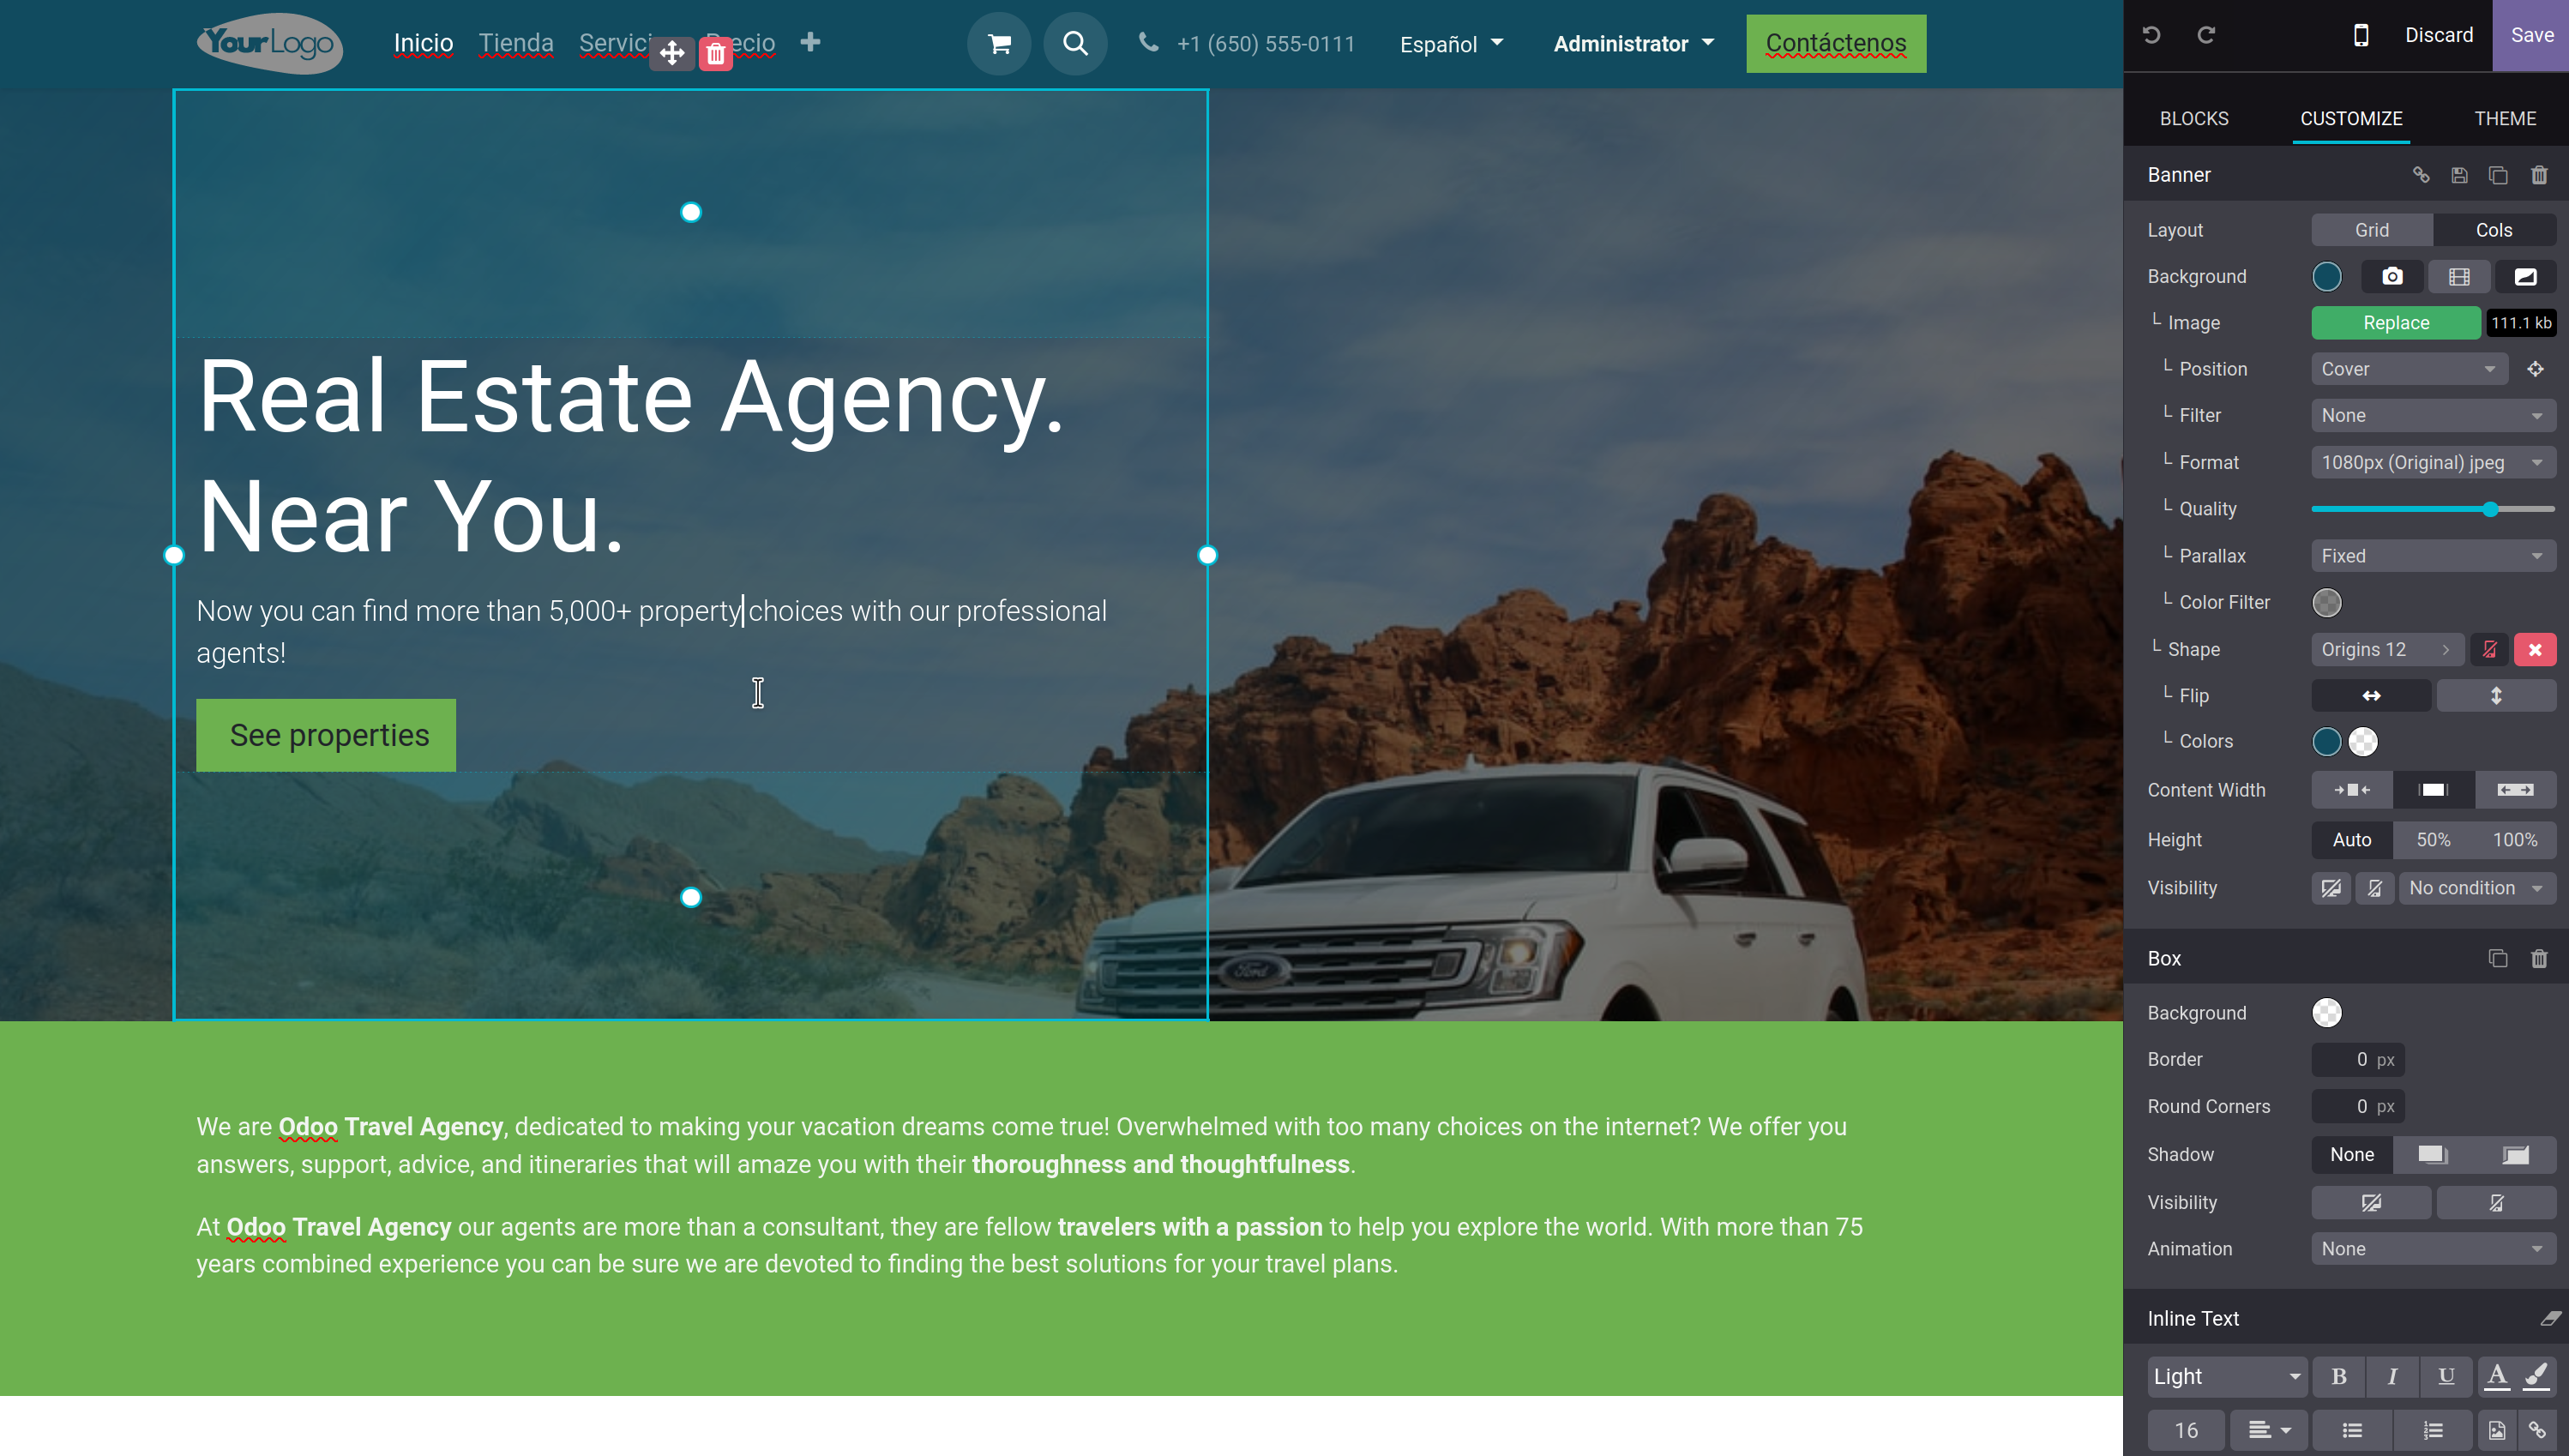 YourLogo
Inicio Tienda Servici ecio
+1 (650) 555-0111 Español Administrator Contáctenos
Discard Save
BLOCKS CUSTOMIZE THEME
Real Estate Agency.
Near You.
Now you can find more than 5,000+ property choices with our professional
agents!
See properties
Ford
We are Odoo Travel Agency, dedicated to making your vacation dreams come true! Overwhelmed with too many choices on the internet? We offer you
answers, support, advice, and itineraries that will amaze you with their thoroughness and thoughtfulness.
At Odoo Travel Agency our agents are more than a consultant, they are fellow travelers with a passion to help you explore the world. With more than 75
years combined experience you can be sure we are devoted to finding the best solutions for your travel plans.
Banner
Layout Grid Cols
Background
Image Replace 111.1 kb
Position Cover
Filter None
Format 1080px (Original) jpeg
Quality
Parallax Fixed
Color Filter
Shape Origins 12
Flip
Colors
Content Width
Height Auto 50% 100%
Visibility No condition
Box
Background
Border 0 px
Round Corners 0 px
Shadow None
Visibility
Animation None
Inline Text
Light B I U A
16